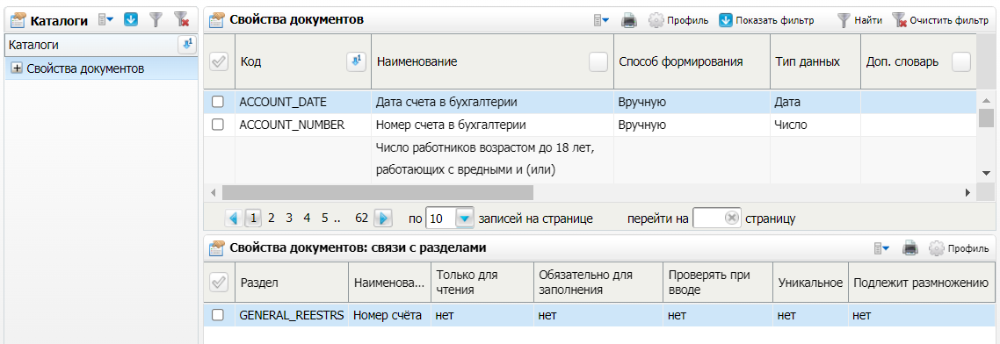 Каталоги
Каталоги
Свойства документов
Свойства документов
Профиль
Показать фильтр
Найти
Очистить фильтр
Код
Наименование
Способ формирования
Тип данных
Доп. словарь
ACCOUNT_DATE
Дата счета в бухгалтерии
Вручную
Дата
ACCOUNT_NUMBER
Номер счета в бухгалтерии
Вручную
Число
Число работников возрастом до 18 лет,
работающих с вредными и (или)
1 2 3 4 5 .. 62 по 10 записей на странице перейти на страницу
Свойства документов: связи с разделами
Профиль
Раздел
Наименова...
Только для
чтения
Обязательно для
заполнения
Проверять при
вводе
Уникальное
Подлежит размножению
GENERAL_REESTRS
Номер счёта
нет
нет
нет
нет
нет